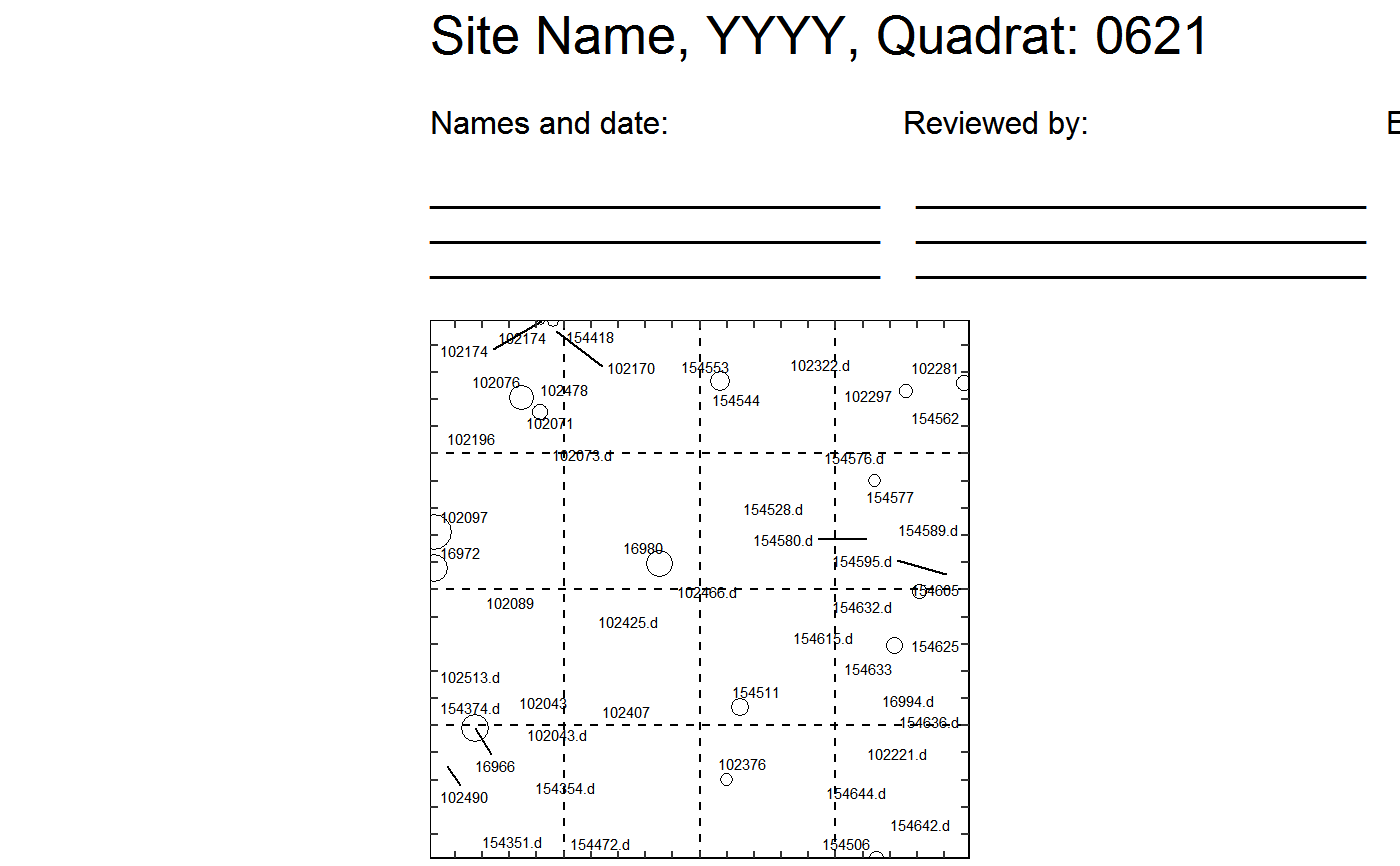 Site Name, YYYY, Quadrat: 0621
Names and date:
Reviewed by:
E
102174
154418
102174
102170
154553
102322.d
102281
102076
102478
102297
154544
102071
154562
102196
102073.d
154576.d
154577
102097
154528.d
154589.d
154580.d
16980
16972
154595.d
102466.d
154605
102089
154632.d
102425.d
154615.d
154625
154633
102513.d
154511
16994.d
102043
154374.d
102407
154636.d
102043.d
102221.d
16966
102376
154354.d
154644.d
102490
154642.d
154351.d
154472.d
154506